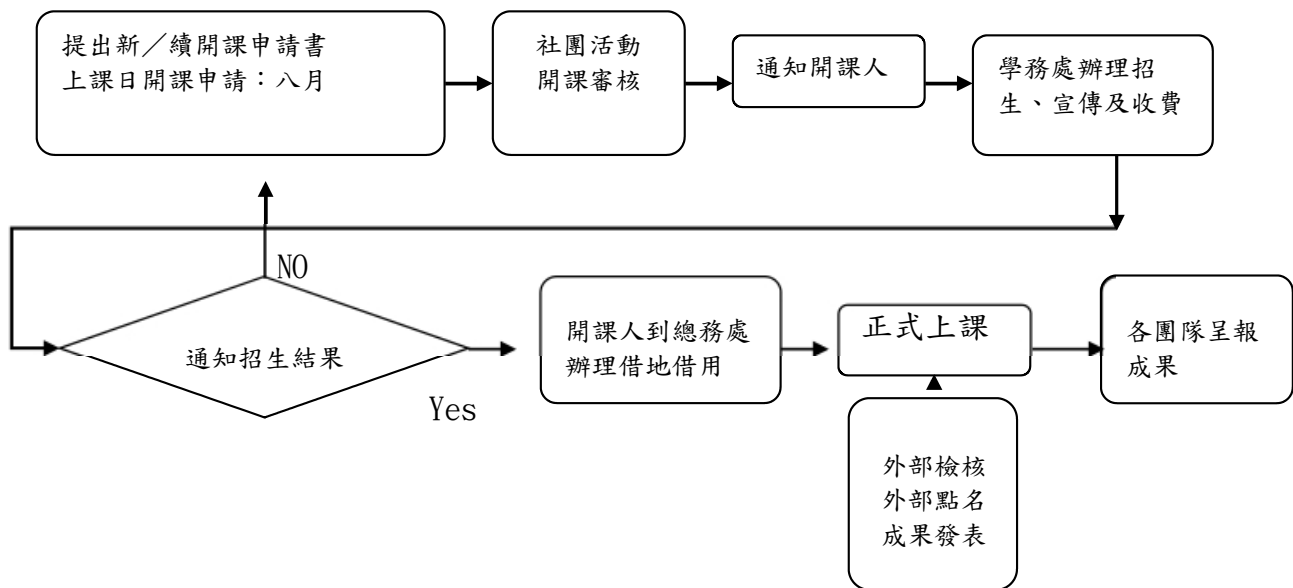 提出新／續開課申請書
上課日開課申請：八月
社團活動
開課審核
通知開課人
學務處辦理招
生、宣傳及收費
NO
通知招生結果
Yes
開課人到總務處
辦理借地借用
正式上課
各團隊呈報
成果
外部檢核
外部點名
成果發表